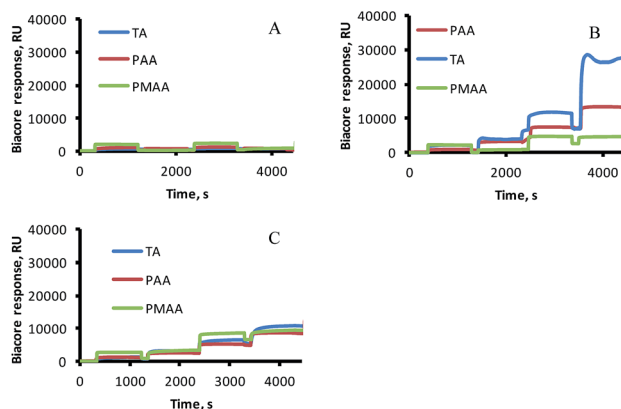 A
Biacore response, RU
40000
30000
20000
10000
0
TA
PAA
PMAA
0 2000 4000
Time, s
B
Biacore response, RU
40000
30000
20000
10000
0
PAA
TA
PMAA
0 2000 4000
Time, s
C
Biacore response, RU
40000
30000
20000
10000
0
TA
PAA
PMAA
0 1000 2000 3000 4000
Time, s